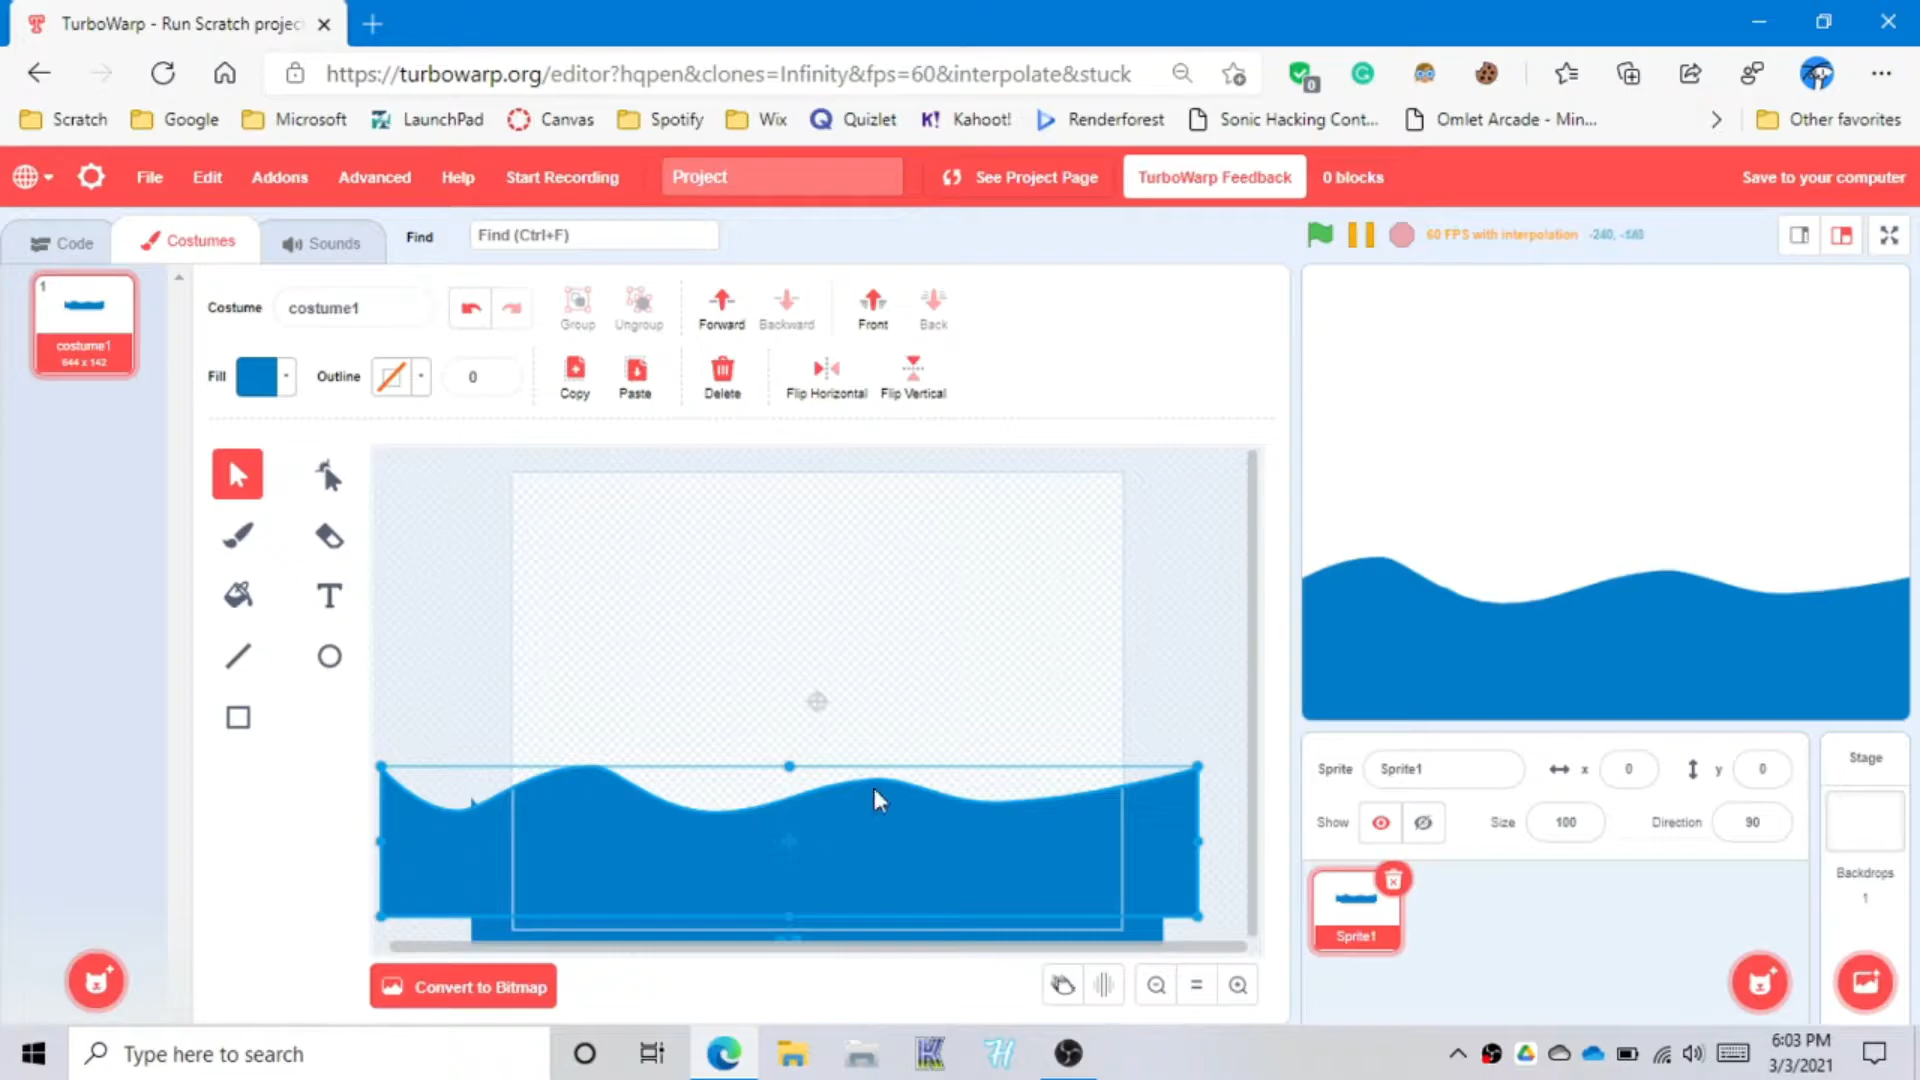 TurboWarp - Run Scratch projec
https://turbowarp.org/editor?hqpen&clones=Infinity&fps=60&interpolate&stuck
0
Scratch Google Microsoft LaunchPad Canvas Spotify Wix Quizlet K! Kahoot! Renderforest Sonic Hacking Cont... Omlet Arcade - Min... Other favorites
File Edit Addons Advanced Help Start Recording Project See Project Page TurboWarp Feedback 0 blocks Save to your computer
Code Costumes Sounds Find Find (Ctrl+F) 60 FPS with interpolation
1
costume1
644 x 142
Costume costume1 Group Ungroup Forward Backward Front Back
Fill Outline 0 Copy Paste Delete Flip Horizontal Flip Vertical
T
Convert to Bitmap
Sprite Sprite1 x 0 y 0
Show Size 100 Direction 90
Sprite1
Stage
Backdrops
1
Type here to search
6:03 PM
3/3/2021